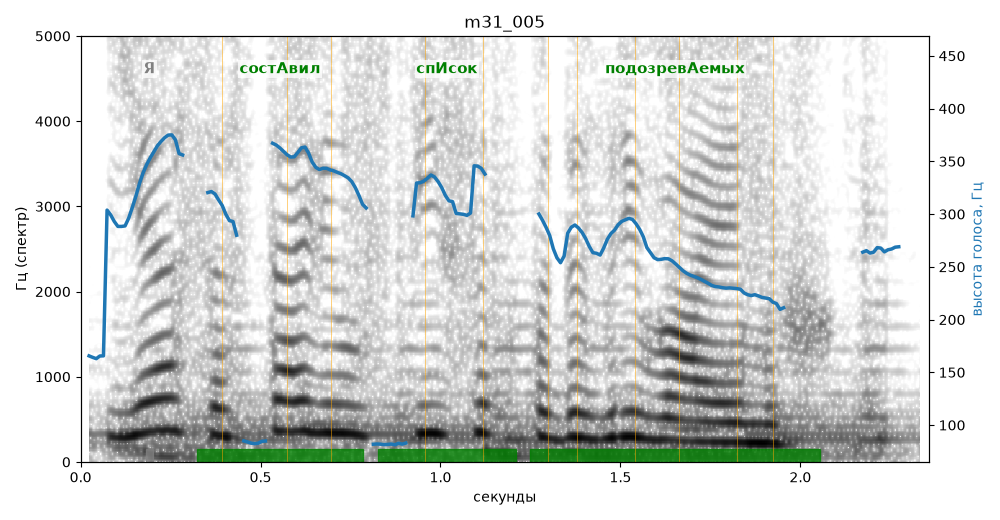 m31_005
Я состАвил спИсок подозревАемых
5000
4000
3000
2000
1000
0
Гц (спектр)
450
400
350
300
250
200
150
100
высота голоса, Гц
0.0 0.5 1.0 1.5 2.0
секунды